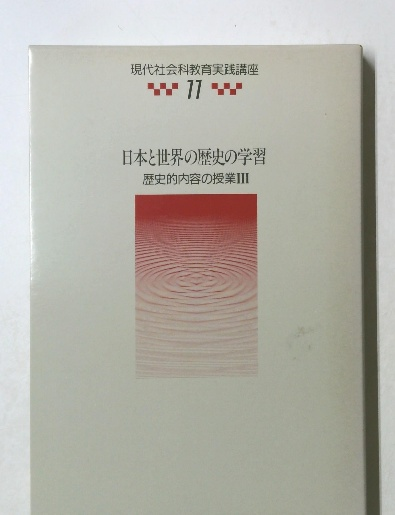 現代社会科教育実践講座
11
日本と世界の歴史の学習
歴史的内容の授業III